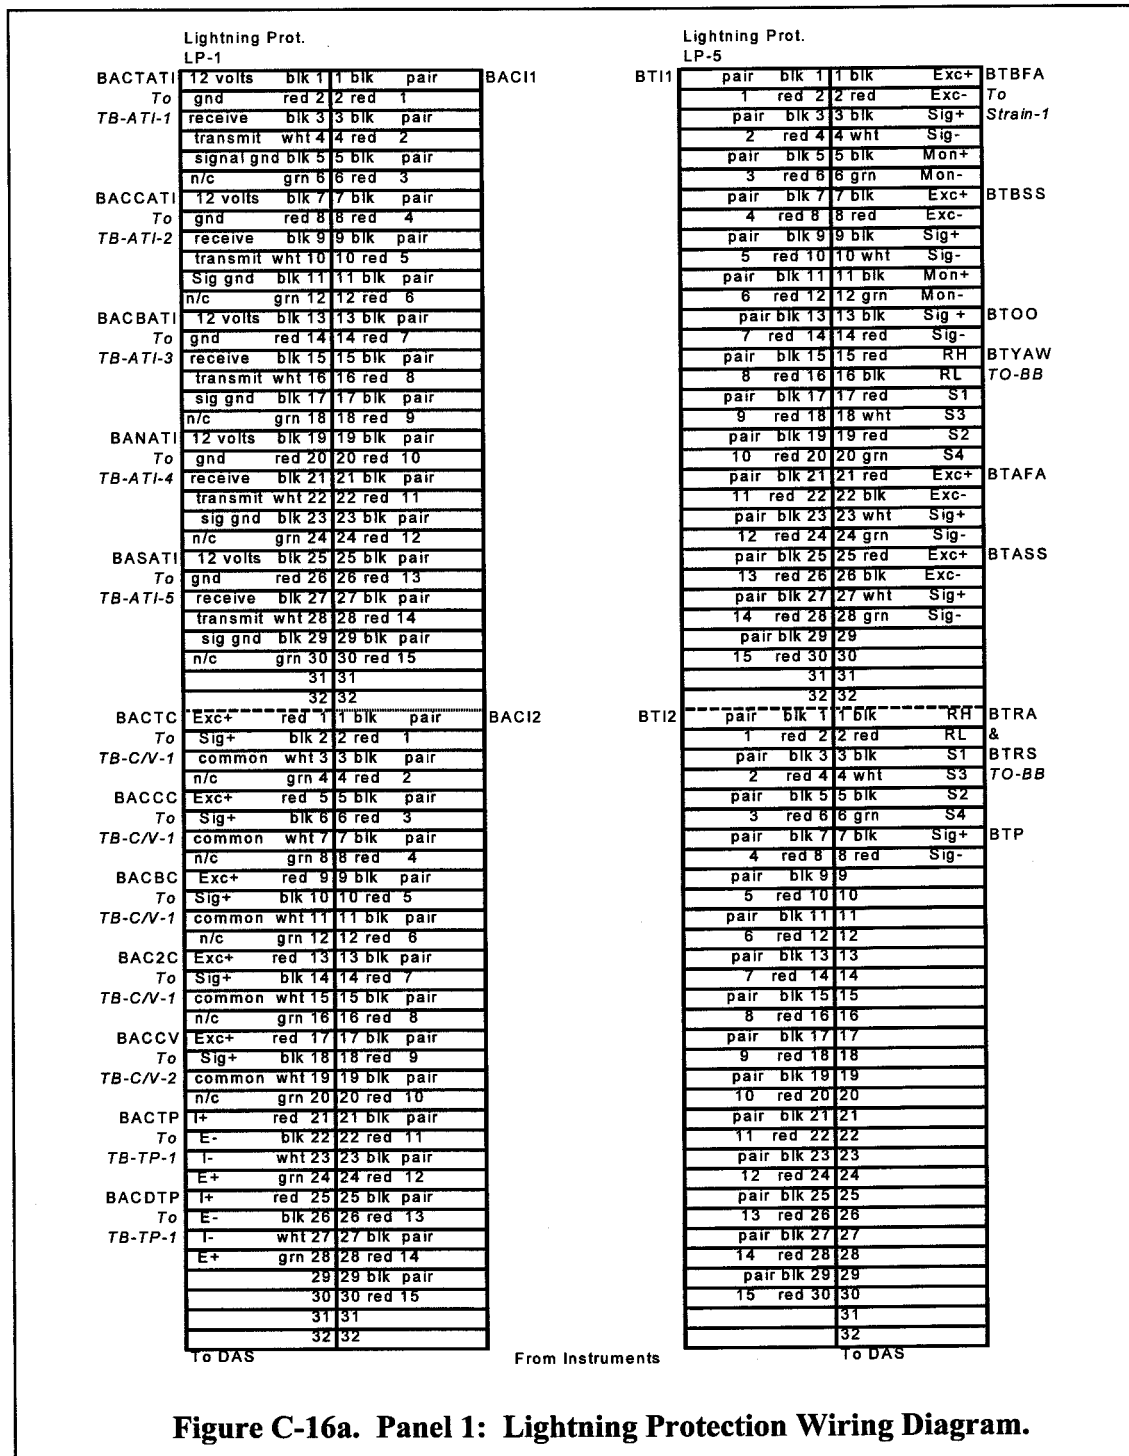 Lightning Prot.
LP-1
BACTATI 12 volts blk 1 1 blk pair BACI1
To gnd red 2 2 red 1
TB-ATI-1 receive blk 3 3 blk pair
transmit wht 4 4 red 2
signal gnd blk 5 5 blk pair
n/c grn 6 6 red 3
BACCATI 12 volts blk 7 7 blk pair
To gnd red 8 8 red 4
TB-ATI-2 receive blk 9 9 blk pair
transmit wht 10 10 red 5
Sig gnd blk 11 11 blk pair
n/c grn 12 12 red 6
BACBATI 12 volts blk 13 13 blk pair
To gnd red 14 14 red 7
TB-ATI-3 receive blk 15 15 blk pair
transmit wht 16 16 red 8
sig gnd blk 17 17 blk pair
n/c grn 18 18 red 9
BANATI 12 volts blk 19 19 blk pair
To gnd red 20 20 red 10
TB-ATI-4 receive blk 21 21 blk pair
transmit wht 22 22 red 11
sig gnd blk 23 23 blk pair
n/c grn 24 24 red 12
BASATI 12 volts blk 25 25 blk pair
To gnd red 26 26 red 13
TB-ATI-5 receive blk 27 27 blk pair
transmit wht 28 28 red 14
sig gnd blk 29 29 blk pair
n/c grn 30 30 red 15
31 31
32 32
BACTC Exc+ red 1 1 blk pair BACI2
To Sig+ blk 2 2 red 1
TB-C/V-1 common wht 3 3 blk pair
n/c grn 4 4 red 2
BACCC Exc+ red 5 5 blk pair
To Sig+ blk 6 6 red 3
TB-C/V-1 common wht 7 7 blk pair
n/c grn 8 8 red 4
BACBC Exc+ red 9 9 blk pair
To Sig+ blk 10 10 red 5
TB-C/V-1 common wht 11 11 blk pair
n/c grn 12 12 red 6
BAC2C Exc+ red 13 13 blk pair
To Sig+ blk 14 14 red 7
TB-C/V-1 common wht 15 15 blk pair
n/c grn 16 16 red 8
BACCV Exc+ red 17 17 blk pair
To Sig+ blk 18 18 red 9
TB-C/V-2 common wht 19 19 blk pair
n/c grn 20 20 red 10
BACTP I+ red 21 21 blk pair
To E- blk 22 22 red 11
TB-TP-1 I- wht 23 23 blk pair
E+ grn 24 24 red 12
BACDTP I+ red 25 25 blk pair
To E- blk 26 26 red 13
TB-TP-1 I- wht 27 27 blk pair
E+ grn 28 28 red 14
29 29 blk pair
30 30 red 15
31 31
32 32
To DAS
Lightning Prot.
LP-5
BTI1 pair blk 1 1 blk Exc+ BTBFA
1 red 2 2 red Exc- To
pair blk 3 3 blk Sig+ Strain-1
2 red 4 4 wht Sig-
pair blk 5 5 blk Mon+
3 red 6 6 grn Mon-
pair blk 7 7 blk Exc+ BTBSS
4 red 8 8 red Exc-
pair blk 9 9 blk Sig+
5 red 10 10 wht Sig-
pair blk 11 11 blk Mon+
6 red 12 12 grn Mon-
pair blk 13 13 blk Sig + BTOO
7 red 14 14 red Sig-
pair blk 15 15 red RH BTYAW
8 red 16 16 blk RL TO-BB
pair blk 17 17 red S1
9 red 18 18 wht S3
pair blk 19 19 red S2
10 red 20 20 grn S4
pair blk 21 21 red Exc+ BTAFA
11 red 22 22 blk Exc-
pair blk 23 23 wht Sig+
12 red 24 24 grn Sig-
pair blk 25 25 red Exc+ BTASS
13 red 26 26 blk Exc-
pair blk 27 27 wht Sig+
14 red 28 28 grn Sig-
pair blk 29 29
15 red 30 30
31 31
32 32
BTI2 pair blk 1 1 blk RH BTRA
1 red 2 2 red RL &
pair blk 3 3 blk S1 BTRS
2 red 4 4 wht S3 TO-BB
pair blk 5 5 blk S2
3 red 6 6 grn S4
pair blk 7 7 blk Sig+ BTP
4 red 8 8 red Sig-
pair blk 9 9
5 red 10 10
pair blk 11 11
6 red 12 12
pair blk 13 13
7 red 14 14
pair blk 15 15
8 red 16 16
pair blk 17 17
9 red 18 18
pair blk 19 19
10 red 20 20
pair blk 21 21
11 red 22 22
pair blk 23 23
12 red 24 24
pair blk 25 25
13 red 26 26
pair blk 27 27
14 red 28 28
pair blk 29 29
15 red 30 30
31
32
From Instruments
To DAS
Figure C-16a. Panel 1: Lightning Protection Wiring Diagram.